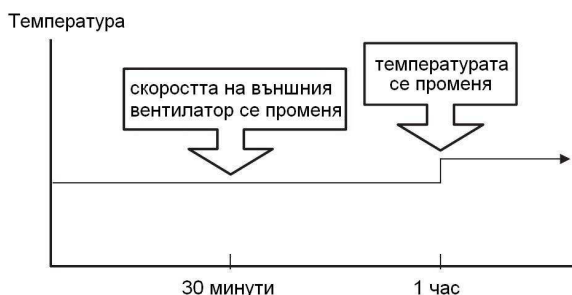 Температура
скоростта на външния
вентилатор се променя
температурата
се променя
30 минути
1 час